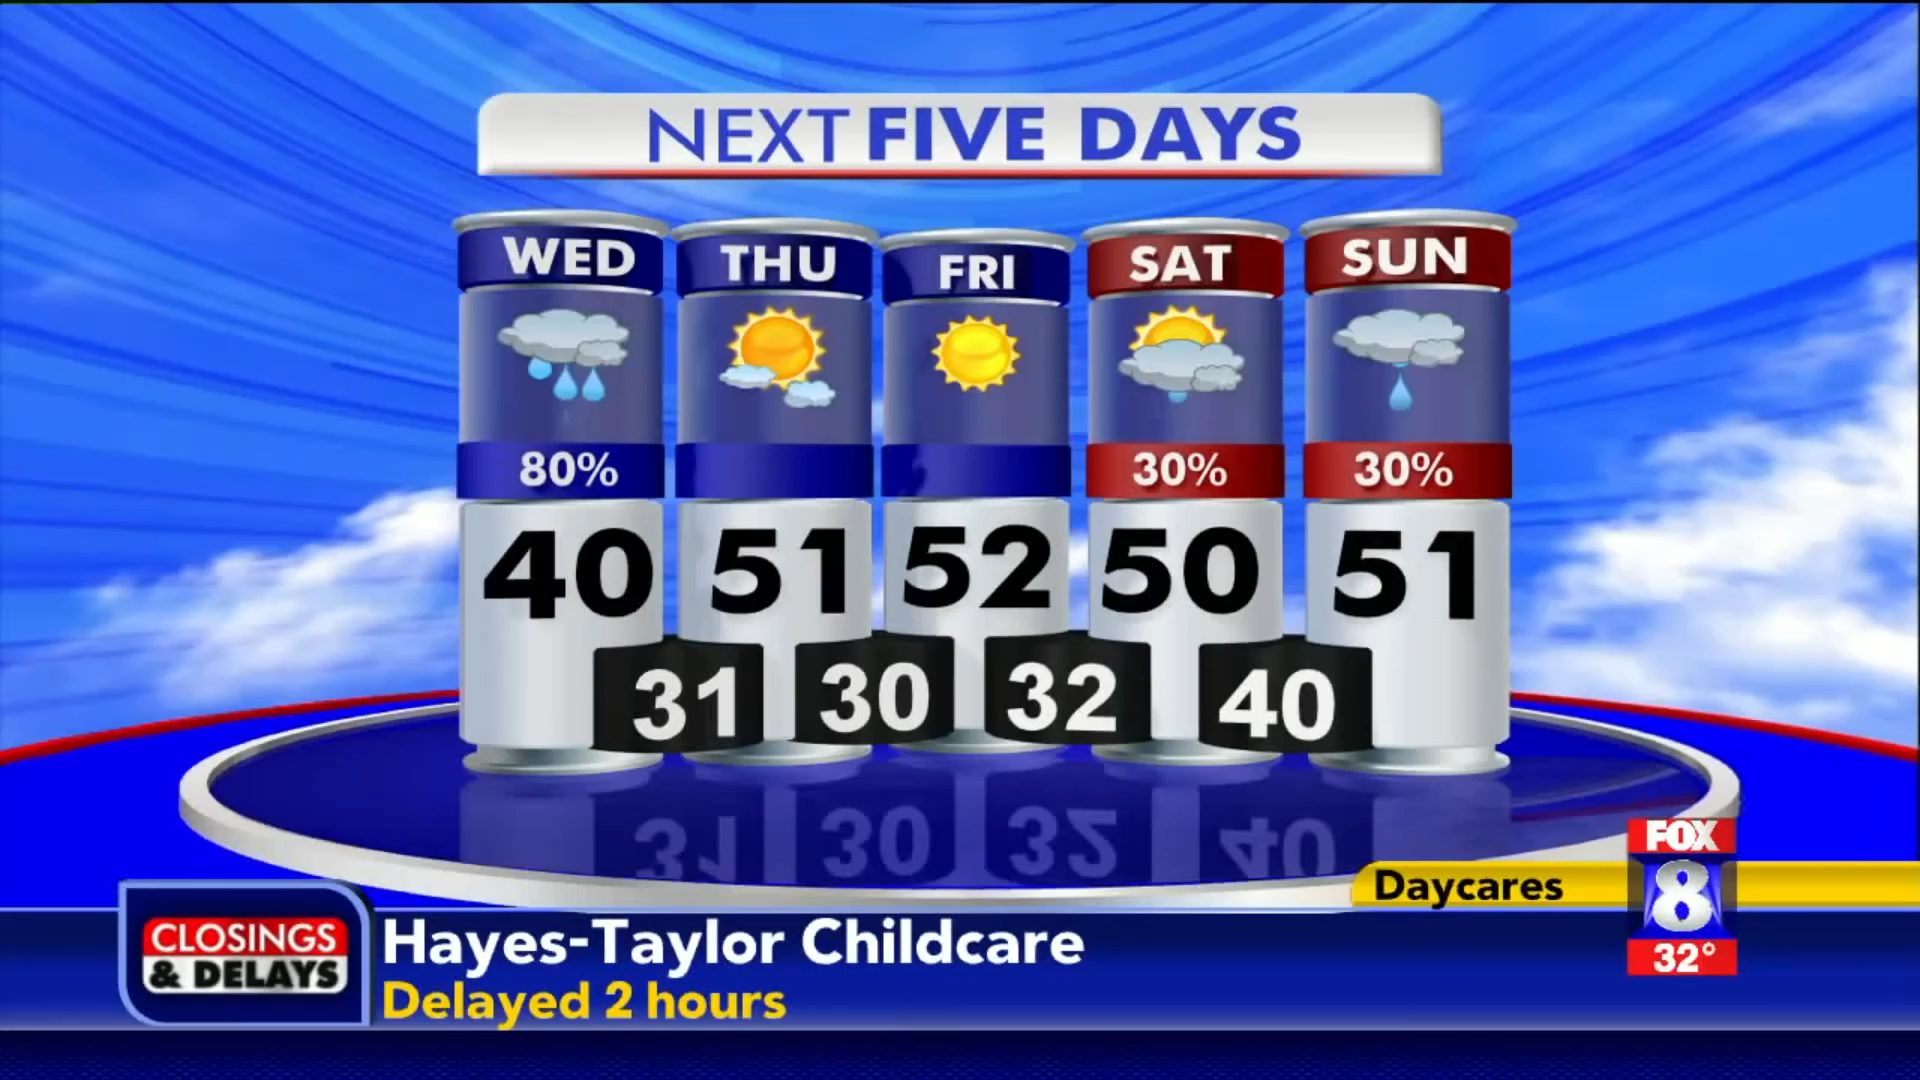 NEXT FIVE DAYS
WED THU FRI SAT SUN
80% 30% 30%
40 51 52 50 51
31 30 32 40
Daycares
FOX
8
32°
CLOSINGS
& DELAYS
Hayes-Taylor Childcare
Delayed 2 hours